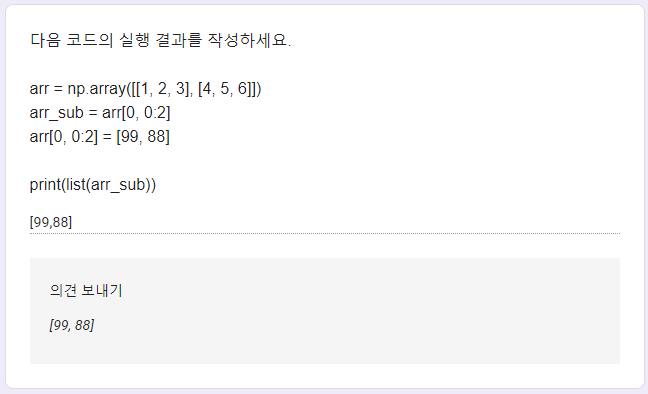 다음 코드의 실행 결과를 작성하세요.
arr = np.array([[1, 2, 3], [4, 5, 6]])
arr_sub = arr[0, 0:2]
arr[0, 0:2] = [99, 88]
print(list(arr_sub))
[99,88]
의견 보내기
[99, 88]